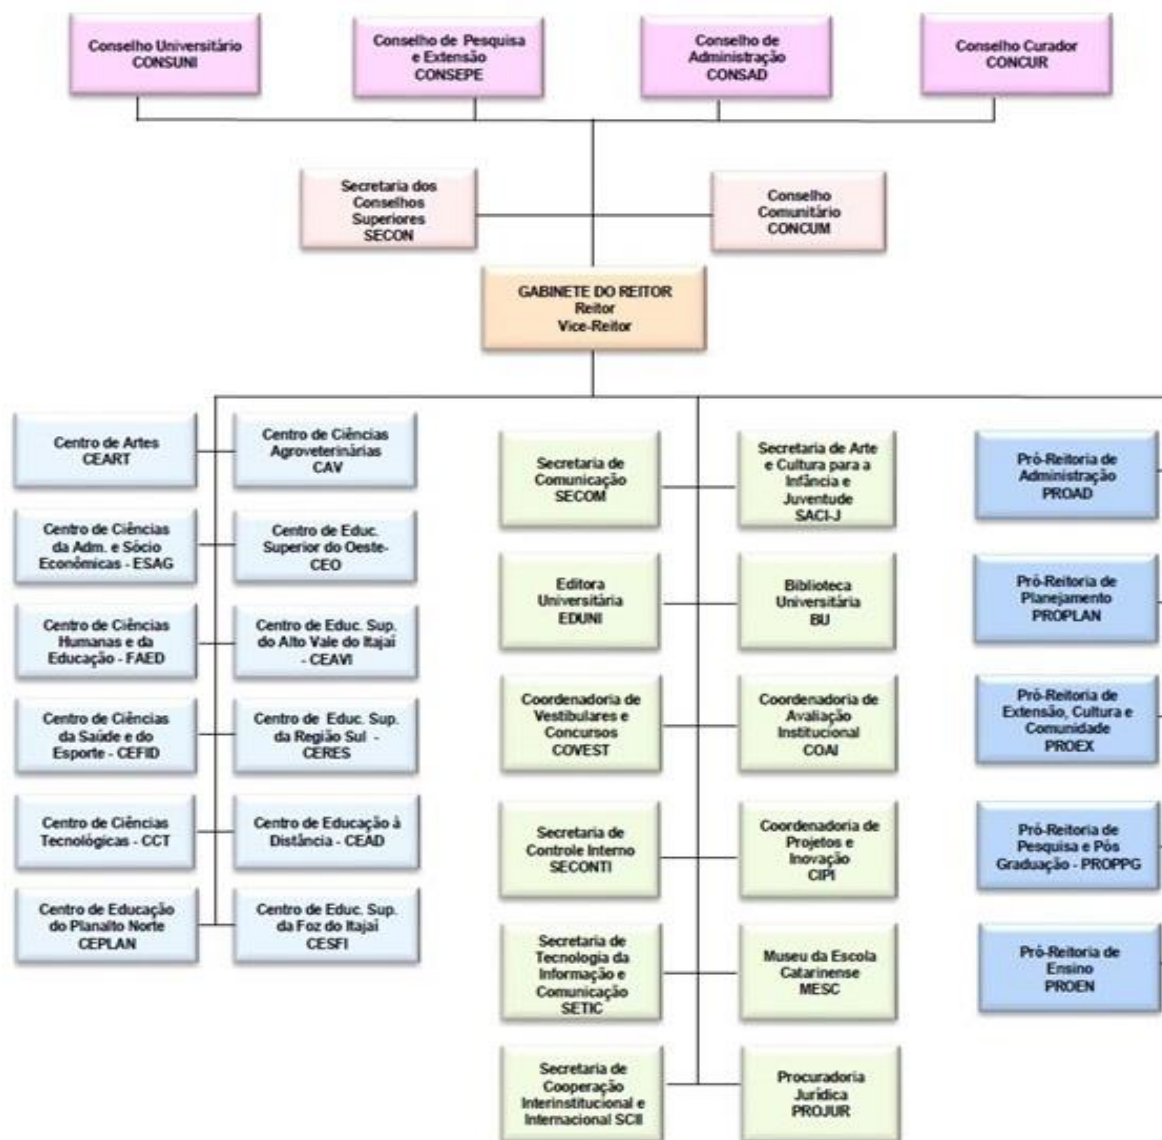 Conselho Universitário
CONSUNI
Conselho de Pesquisa
e Extensão
CONSEPE
Conselho de
Administração
CONSAD
Conselho Curador
CONCUR
Secretaria dos
Conselhos
Superiores
SECON
Conselho
Comunitário
CONCUM
GABINETE DO REITOR
Reitor
Vice-Reitor
Centro de Artes
CEART
Centro de Ciências
Agroveterinárias
CAV
Centro de Ciências
da Adm. e Sócio
Econômicas - ESAG
Centro de Educ.
Superior do Oeste-
CEO
Centro de Ciências
Humanas e da
Educação - FAED
Centro de Educ. Sup.
do Alto Vale do Itajaí
- CEAVI
Centro de Ciências
da Saúde e do
Esporte - CEFID
Centro de Educ. Sup.
da Região Sul -
CERES
Centro de Ciências
Tecnológicas - CCT
Centro de Educação à
Distância - CEAD
Centro de Educação
do Planalto Norte
CEPLAN
Centro de Educ. Sup.
da Foz do Itajaí
CESFI
Secretaria de
Comunicação
SECOM
Secretaria de Arte
e Cultura para a
Infância e
Juventude
SACI-J
Editora
Universitária
EDUNI
Biblioteca
Universitária
BU
Coordenadoria de
Vestibulares e
Concursos
COVEST
Coordenadoria de
Avaliação
Institucional
COAI
Secretaria de
Controle Interno
SECONTI
Coordenadoria de
Projetos e
Inovação
CIPI
Secretaria de
Tecnologia da
Informação e
Comunicação
SETIC
Museu da Escola
Catarinense
MESC
Secretaria de
Cooperação
Interinstitucional e
Internacional SCII
Procuradoria
Jurídica
PROJUR
Pró-Reitoria de
Administração
PROAD
Pró-Reitoria de
Planejamento
PROPLAN
Pró-Reitoria de
Extensão, Cultura e
Comunidade
PROEX
Pró-Reitoria de
Pesquisa e Pós
Graduação - PROPPG
Pró-Reitoria de
Ensino
PROEN